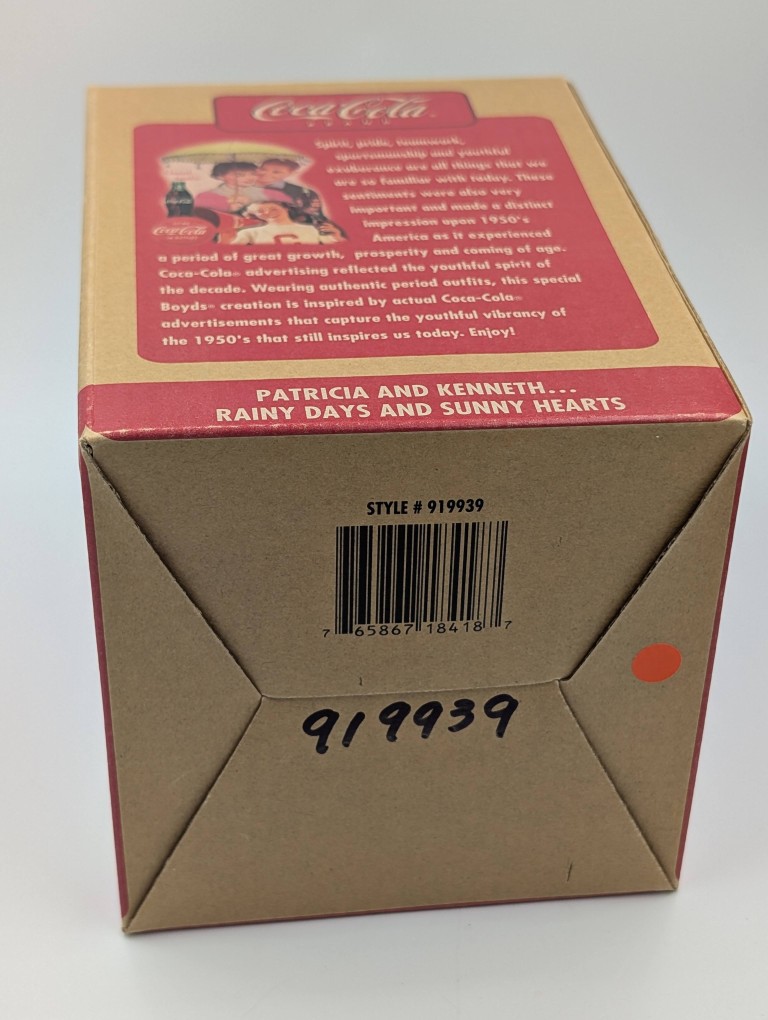 Coca-Cola
BRAND
Spirit, pride, teamwork,
sportsmanship and youthful
exuberance are all things that we
are so familiar with today. These
sentiments were also very
important and made a distinct
impression upon 1950's
America as it experienced
a period of great growth, prosperity and coming of age.
Coca-Cola® advertising reflected the youthful spirit of
the decade. Wearing authentic period outfits, this special
Boyds® creation is inspired by actual Coca-Cola®
advertisements that capture the youthful vibrancy of
the 1950's that still inspires us today. Enjoy!
Coca-Cola
Coca-Cola
C
PATRICIA AND KENNETH...
RAINY DAYS AND SUNNY HEARTS
STYLE # 919939
7 65867 18418 7
919939